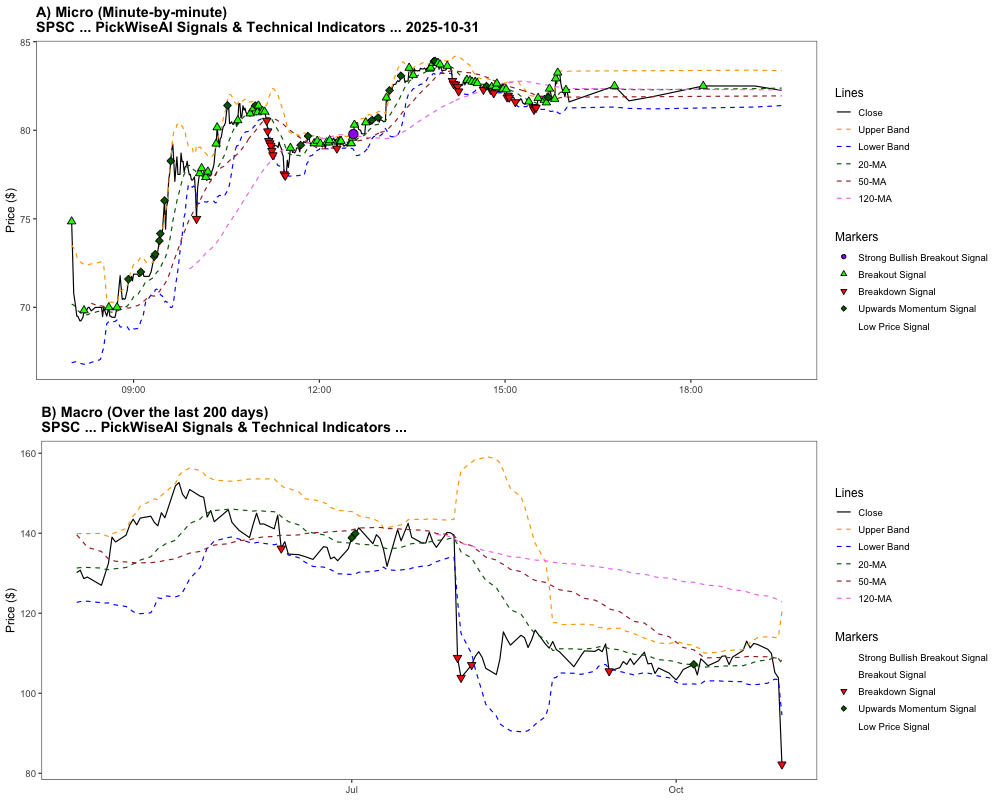 A) Micro (Minute-by-minute)
SPSC ... PickWiseAI Signals & Technical Indicators ... 2025-10-31
Price ($)
85
80
75
70
09:00
12:00
15:00
18:00
Lines
Close
Upper Band
Lower Band
20-MA
50-MA
120-MA
Markers
Strong Bullish Breakout Signal
Breakout Signal
Breakdown Signal
Upwards Momentum Signal
Low Price Signal
B) Macro (Over the last 200 days)
SPSC ... PickWiseAI Signals & Technical Indicators ...
Price ($)
160
140
120
100
80
Jul
Oct
Lines
Close
Upper Band
Lower Band
20-MA
50-MA
120-MA
Markers
Strong Bullish Breakout Signal
Breakout Signal
Breakdown Signal
Upwards Momentum Signal
Low Price Signal